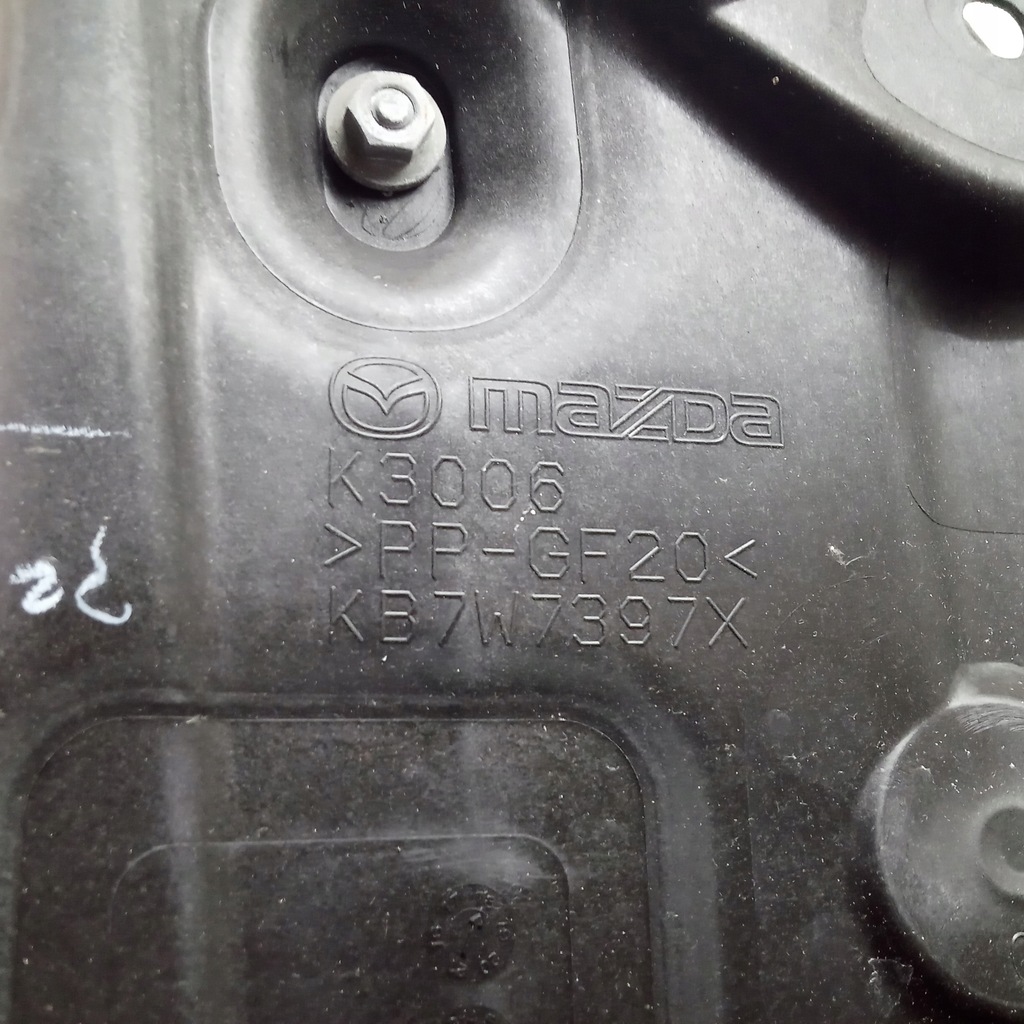 mazda
K3006
>PP-GF20<
KB7W7397X